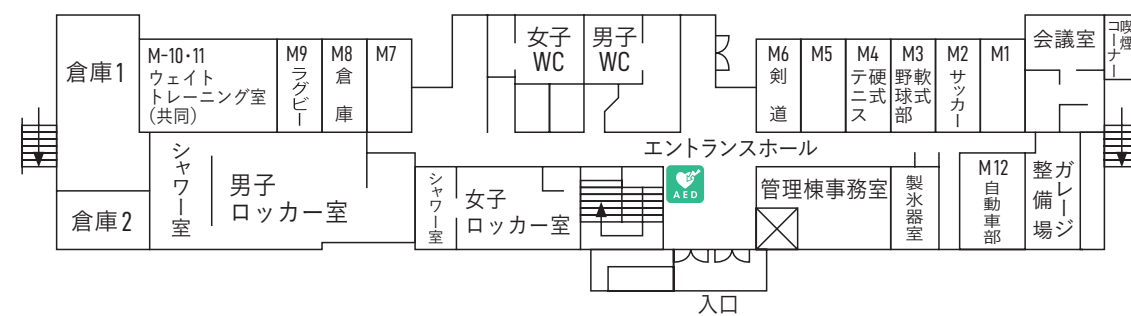 倉庫1
M-10・11
ウェイト
トレーニング室
(共同)
M9
ラグビー
M8
倉庫
M7
女子
WC
男子
WC
M6
剣道
M5
M4
硬式
テニス
M3
軟式
野球部
M2
サッカー
M1
会議室
喫煙
コーナー
エントランスホール
倉庫2
シャワー室
男子
ロッカー室
シャワー室
女子
ロッカー室
AED
管理棟事務室
製氷器室
M12
自動車部
ガレージ
整備場
入口